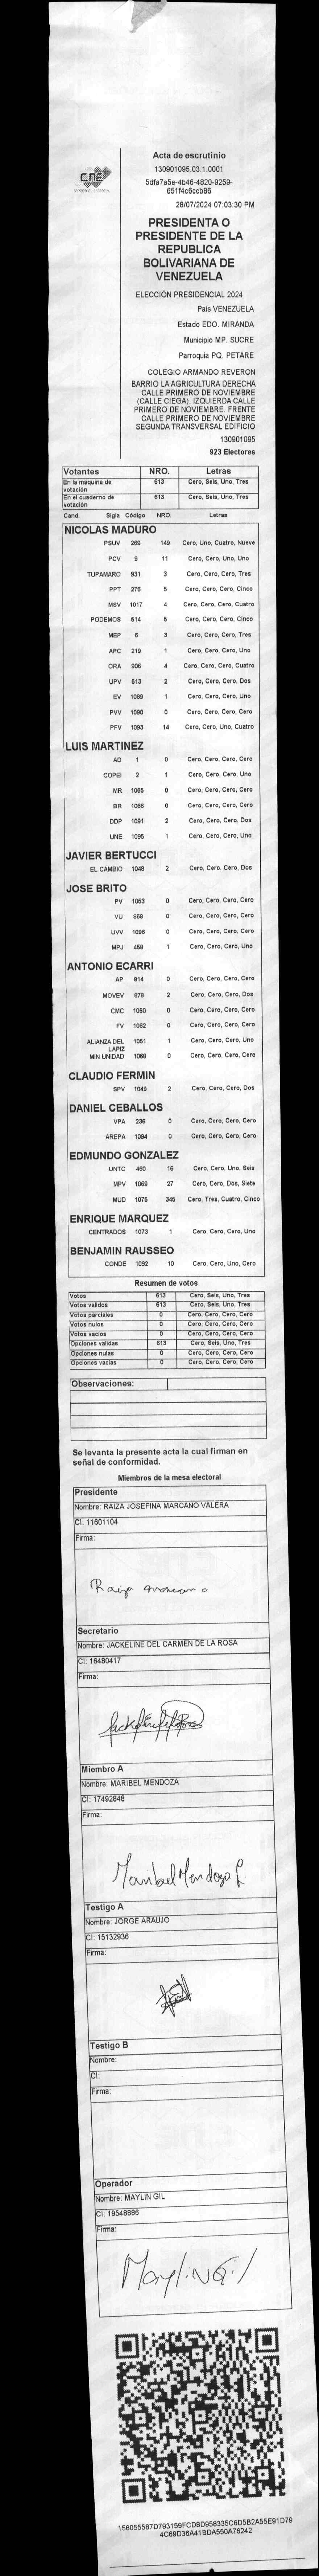 CNE
Acta de escrutinio
130901095.03.1.0001
5dfa7a5e-4b46-4820-9259-
651f4c6ccb86
28/07/2024 07:03:30 PM
PRESIDENTA O
PRESIDENTE DE LA
REPUBLICA
BOLIVARIANA DE
VENEZUELA
ELECCIÓN PRESIDENCIAL 2024
Pais VENEZUELA
Estado EDO. MIRANDA
Municipio MP. SUCRE
Parroquia PQ. PETARE
COLEGIO ARMANDO REVERON
BARRIO LA AGRICULTURA DERECHA
CALLE PRIMERO DE NOVIEMBRE
(CALLE CIEGA). IZQUIERDA CALLE
PRIMERO DE NOVIEMBRE. FRENTE
CALLE PRIMERO DE NOVIEMBRE
SEGUNDA TRANSVERSAL EDIFICIO
130901095
923 Electores
Votantes NRO. Letras
En la máquina de votación 613 Cero, Seis, Uno, Tres
En el cuaderno de votación 613 Cero, Seis, Uno, Tres
Cand. Sigla Código NRO. Letras
NICOLAS MADURO
PSUV 269 149 Cero, Uno, Cuatro, Nueve
PCV 9 11 Cero, Cero, Uno, Uno
TUPAMARO 931 3 Cero, Cero, Cero, Tres
PPT 276 5 Cero, Cero, Cero, Cinco
MSV 1017 4 Cero, Cero, Cero, Cuatro
PODEMOS 514 5 Cero, Cero, Cero, Cinco
MEP 6 3 Cero, Cero, Cero, Tres
APC 219 1 Cero, Cero, Cero, Uno
ORA 906 4 Cero, Cero, Cero, Cuatro
UPV 513 2 Cero, Cero, Cero, Dos
EV 1089 1 Cero, Cero, Cero, Uno
PVV 1090 0 Cero, Cero, Cero, Cero
PFV 1093 14 Cero, Cero, Uno, Cuatro
LUIS MARTINEZ
AD 1 0 Cero, Cero, Cero, Cero
COPEI 2 1 Cero, Cero, Cero, Uno
MR 1065 0 Cero, Cero, Cero, Cero
BR 1066 0 Cero, Cero, Cero, Cero
DDP 1091 2 Cero, Cero, Cero, Dos
UNE 1095 1 Cero, Cero, Cero, Uno
JAVIER BERTUCCI
EL CAMBIO 1048 2 Cero, Cero, Cero, Dos
JOSE BRITO
PV 1053 0 Cero, Cero, Cero, Cero
VU 868 0 Cero, Cero, Cero, Cero
UVV 1096 0 Cero, Cero, Cero, Cero
MPJ 459 1 Cero, Cero, Cero, Uno
ANTONIO ECARRI
AP 914 0 Cero, Cero, Cero, Cero
MOVEV 879 2 Cero, Cero, Cero, Dos
CMC 1050 0 Cero, Cero, Cero, Cero
FV 1062 0 Cero, Cero, Cero, Cero
ALIANZA DEL 1051 1 Cero, Cero, Cero, Uno
LAPIZ
MIN UNIDAD 1068 0 Cero, Cero, Cero, Cero
CLAUDIO FERMIN
SPV 1049 2 Cero, Cero, Cero, Dos
DANIEL CEBALLOS
VPA 236 0 Cero, Cero, Cero, Cero
AREPA 1094 0 Cero, Cero, Cero, Cero
EDMUNDO GONZALEZ
UNTC 460 16 Cero, Cero, Uno, Seis
MPV 1069 27 Cero, Cero, Dos, Siete
MUD 1075 345 Cero, Tres, Cuatro, Cinco
ENRIQUE MARQUEZ
CENTRADOS 1073 1 Cero, Cero, Cero, Uno
BENJAMIN RAUSSEO
CONDE 1092 10 Cero, Cero, Uno, Cero
Resumen de votos
Votos 613 Cero, Seis, Uno, Tres
Votos validos 613 Cero, Seis, Uno, Tres
Votos parciales 0 Cero, Cero, Cero, Cero
Votos nulos 0 Cero, Cero, Cero, Cero
Votos vacios 0 Cero, Cero, Cero, Cero
Opciones validas 613 Cero, Seis, Uno, Tres
Opciones nulas 0 Cero, Cero, Cero, Cero
Opciones vacias 0 Cero, Cero, Cero, Cero
Observaciones:
Se levanta la presente acta la cual firman en
señal de conformidad.
Miembros de la mesa electoral
Presidente
Nombre: RAIZA JOSEFINA MARCANO VALERA
CI: 11601104
Firma:
Raiza
Secretario
Nombre: JACKELINE DEL CARMEN DE LA ROSA
CI: 16480417
Firma:
Miembro A
Nombre: MARIBEL MENDOZA
CI: 17492848
Firma:
Maribel Mendoza
Testigo A
Nombre: JORGE ARAUJO
CI: 15132936
Firma:
Testigo B
Nombre:
CI:
Firma:
Operador
Nombre: MAYLIN GIL
CI: 19548886
Firma:
Maylin Gil
156055587D793159FCD8D958335C6D5B2A55E91D79
4C69D36A41BDA550A76242